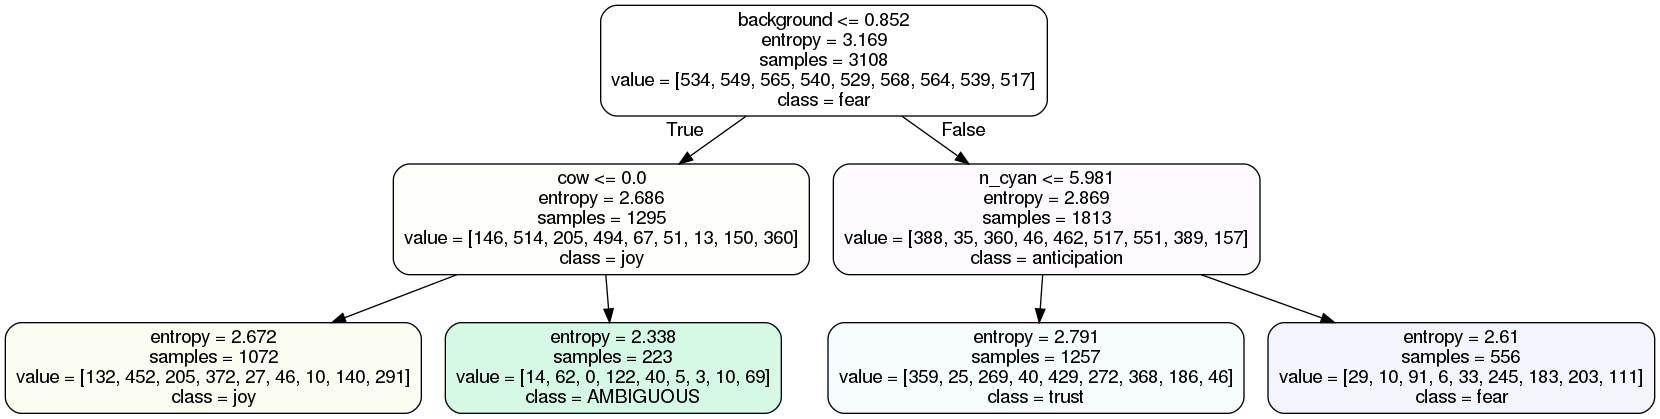 background <= 0.852
entropy = 3.169
samples = 3108
value = [534, 549, 565, 540, 529, 568, 564, 539, 517]
class = fear
True
False
cow <= 0.0
entropy = 2.686
samples = 1295
value = [146, 514, 205, 494, 67, 51, 13, 150, 360]
class = joy
n_cyan <= 5.981
entropy = 2.869
samples = 1813
value = [388, 35, 360, 46, 462, 517, 551, 389, 157]
class = anticipation
entropy = 2.672
samples = 1072
value = [132, 452, 205, 372, 27, 46, 10, 140, 291]
class = joy
entropy = 2.338
samples = 223
value = [14, 62, 0, 122, 40, 5, 3, 10, 69]
class = AMBIGUOUS
entropy = 2.791
samples = 1257
value = [359, 25, 269, 40, 429, 272, 368, 186, 46]
class = trust
entropy = 2.61
samples = 556
value = [29, 10, 91, 6, 33, 245, 183, 203, 111]
class = fear